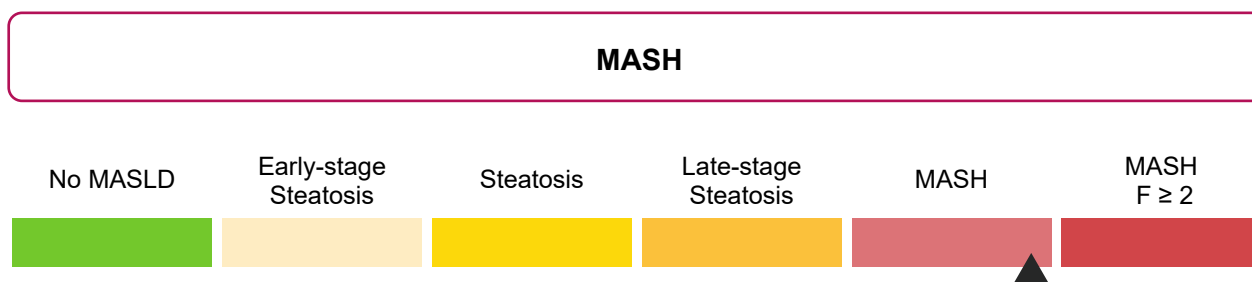 MASH
No MASLD
Early-stage
Steatosis
Steatosis
Late-stage
Steatosis
MASH
MASH
F ≥ 2